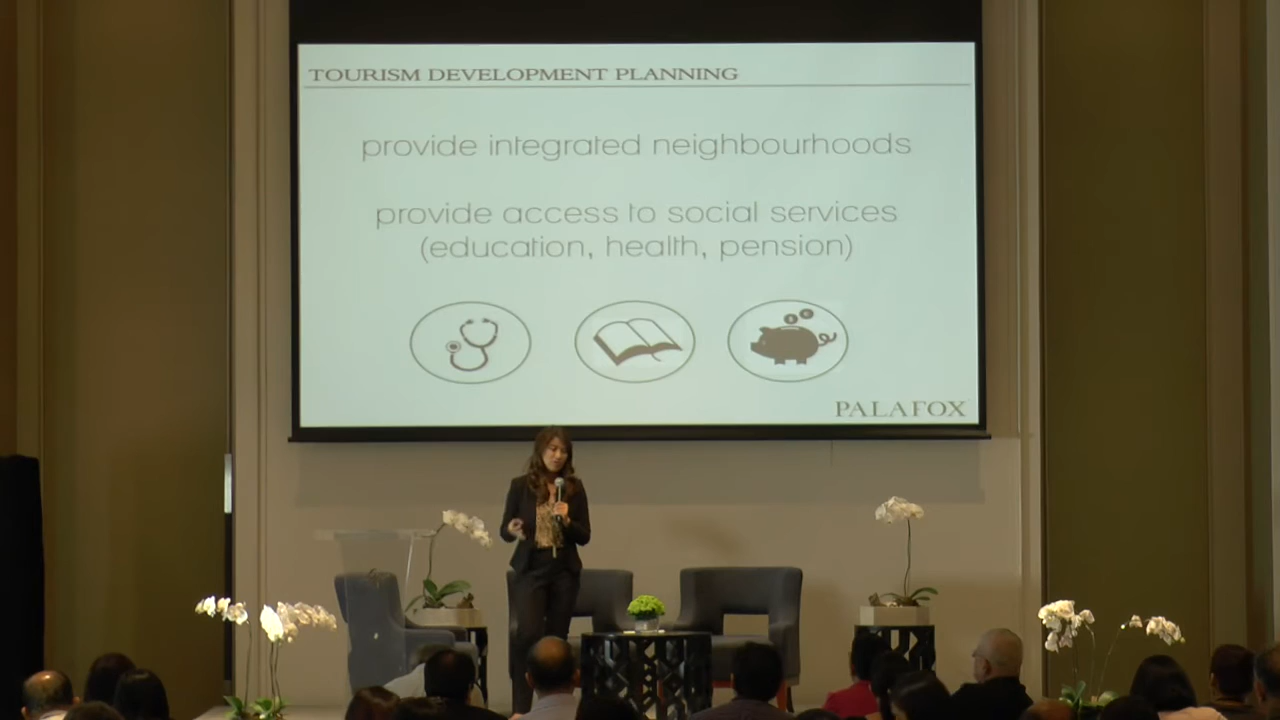 TOURISM DEVELOPMENT PLANNING
provide integrated neighbourhoods
provide access to social services
(education, health, pension)
PALAFOX